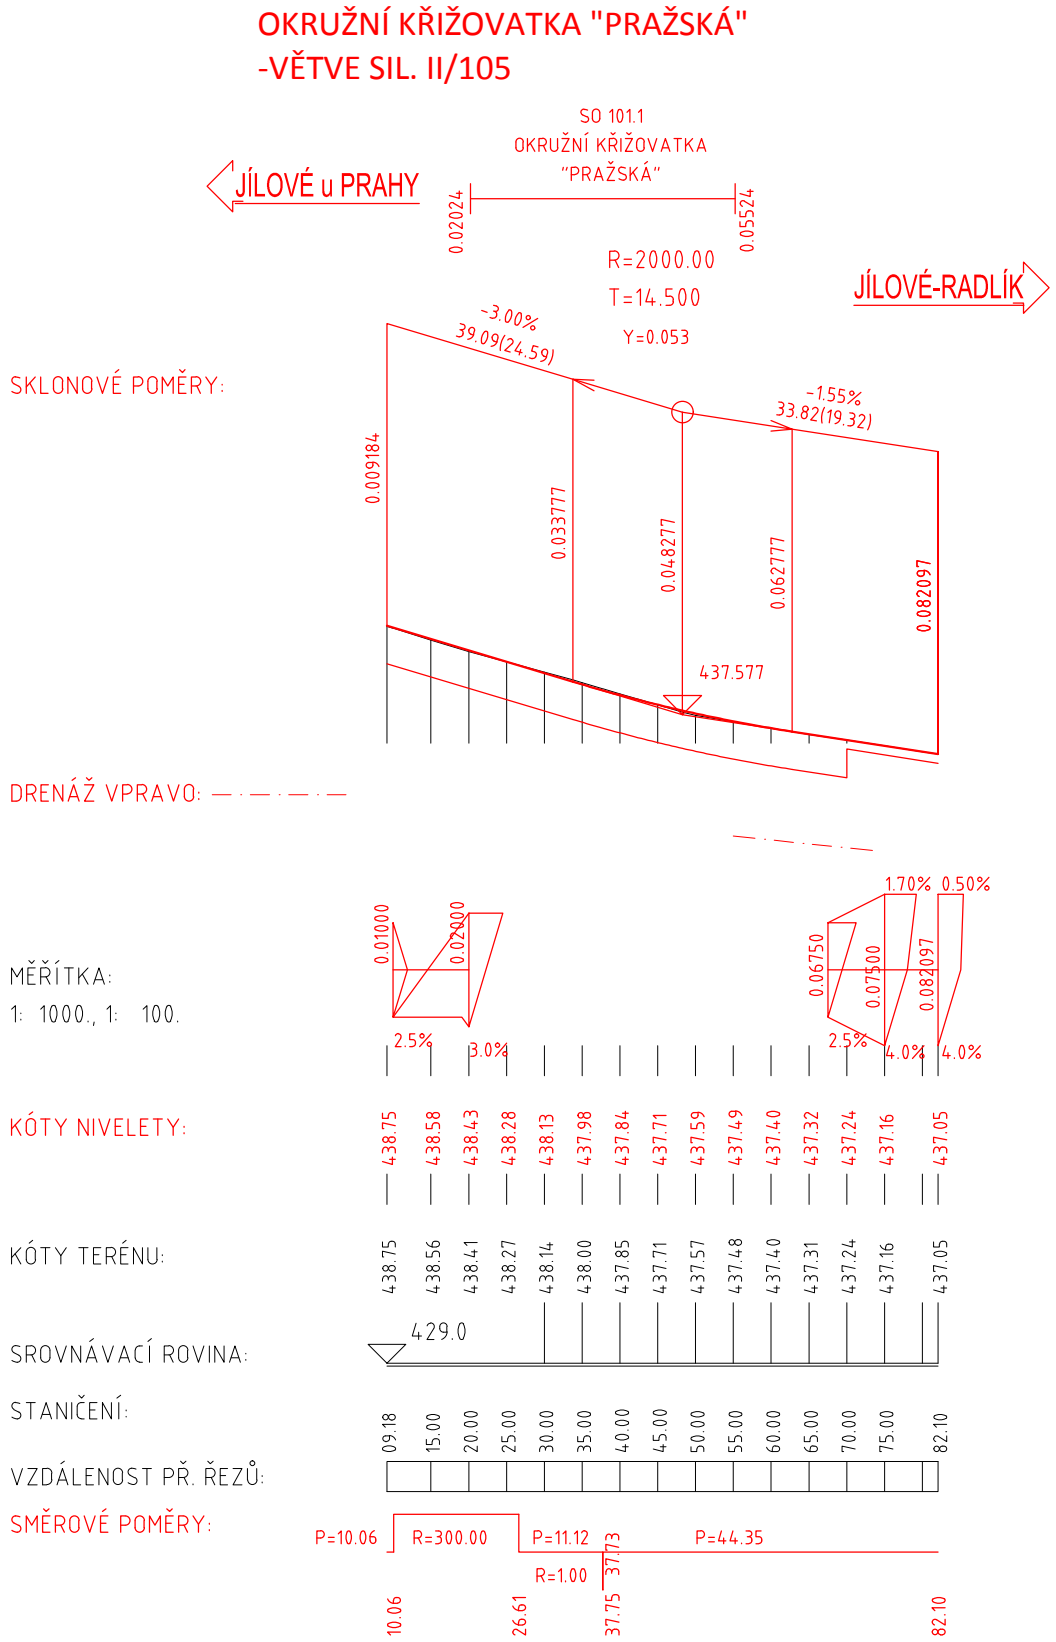 OKRUŽNÍ KŘIŽOVATKA "PRAŽSKÁ"
-VĚTVE SIL. II/105
SO 101.1
OKRUŽNÍ KŘIŽOVATKA
"PRAŽSKÁ"
JÍLOVÉ u PRAHY
0.02024
0.05524
R=2000.00
T=14.500
Y=0.053
JÍLOVÉ-RADLÍK
-3.00%
39.09(24.59)
SKLONOVÉ POMĚRY:
-1.55%
33.82(19.32)
0.009184
0.033777
0.048277
0.062777
0.082097
437.577
DRENÁŽ VPRAVO:
1.70% 0.50%
0.01000
0.02000
0.06750
0.07500
0.082097
MĚŘÍTKA:
1: 1000., 1: 100.
2.5%
3.0%
2.5%
4.0%
4.0%
KÓTY NIVELETY:
438.75 438.58 438.43 438.28 438.13 437.98 437.84 437.71 437.59 437.49 437.40 437.32 437.24 437.16 437.05
KÓTY TERÉNU:
438.75 438.56 438.41 438.27 438.14 438.00 437.85 437.71 437.57 437.48 437.40 437.31 437.24 437.16 437.05
429.0
SROVNÁVACÍ ROVINA:
STANIČENÍ:
09.18 15.00 20.00 25.00 30.00 35.00 40.00 45.00 50.00 55.00 60.00 65.00 70.00 75.00 82.10
VZDÁLENOST PŘ. ŘEZŮ:
SMĚROVÉ POMĚRY:
P=10.06 R=300.00 P=11.12 37.73 P=44.35
R=1.00
10.06 26.61 37.75 82.10